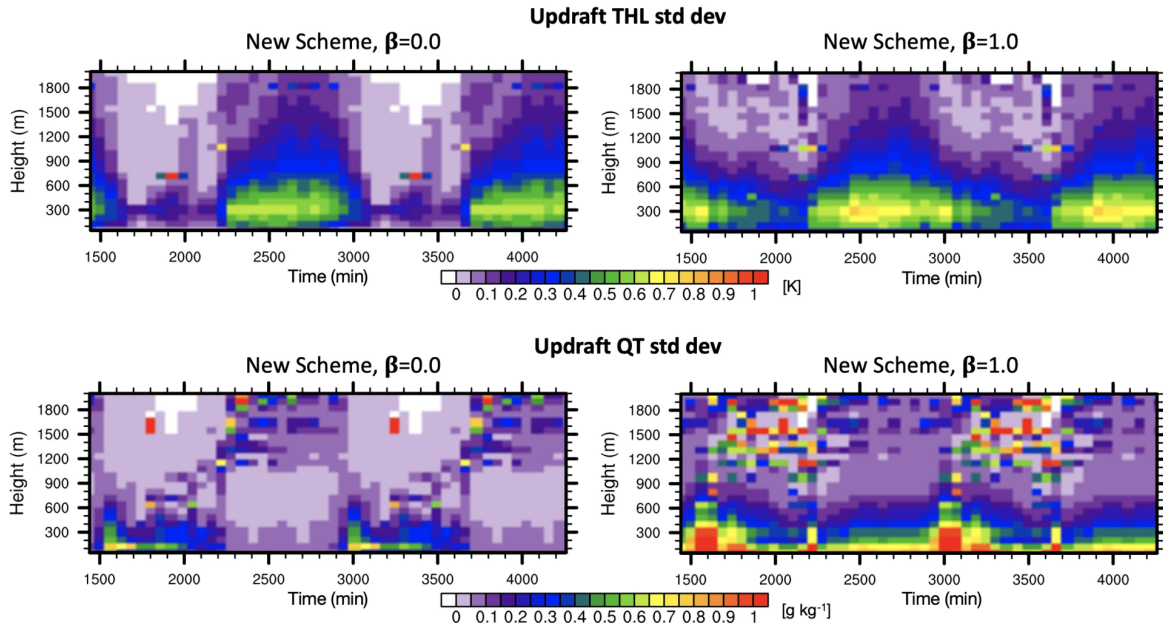 Updraft THL std dev
New Scheme, β=0.0
New Scheme, β=1.0
Height (m)
1800
1500
1200
900
600
300
1500 2000 2500 3000 3500 4000
Time (min)
Height (m)
1800
1500
1200
900
600
300
1500 2000 2500 3000 3500 4000
Time (min)
0 0.1 0.2 0.3 0.4 0.5 0.6 0.7 0.8 0.9 1 [K]
Updraft QT std dev
New Scheme, β=0.0
New Scheme, β=1.0
Height (m)
1800
1500
1200
900
600
300
1500 2000 2500 3000 3500 4000
Time (min)
Height (m)
1800
1500
1200
900
600
300
1500 2000 2500 3000 3500 4000
Time (min)
0 0.1 0.2 0.3 0.4 0.5 0.6 0.7 0.8 0.9 1 [g kg⁻¹]